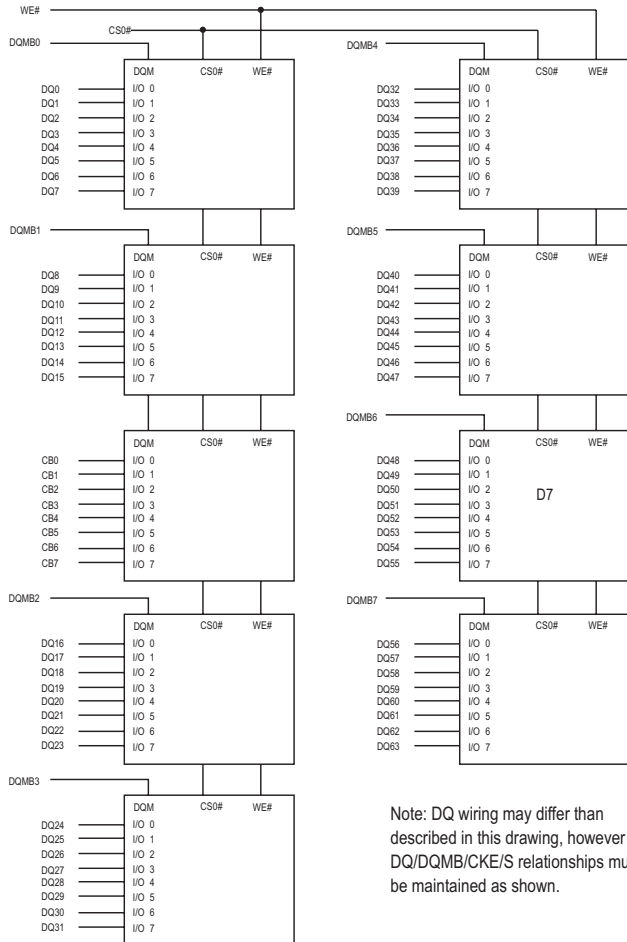 WE#
CS0#
DQMB0
DQM CS0# WE#
DQ0 I/O 0
DQ1 I/O 1
DQ2 I/O 2
DQ3 I/O 3
DQ4 I/O 4
DQ5 I/O 5
DQ6 I/O 6
DQ7 I/O 7
DQMB1
DQM CS0# WE#
DQ8 I/O 0
DQ9 I/O 1
DQ10 I/O 2
DQ11 I/O 3
DQ12 I/O 4
DQ13 I/O 5
DQ14 I/O 6
DQ15 I/O 7
DQM CS0# WE#
CB0 I/O 0
CB1 I/O 1
CB2 I/O 2
CB3 I/O 3
CB4 I/O 4
CB5 I/O 5
CB6 I/O 6
CB7 I/O 7
DQMB2
DQM CS0# WE#
DQ16 I/O 0
DQ17 I/O 1
DQ18 I/O 2
DQ19 I/O 3
DQ20 I/O 4
DQ21 I/O 5
DQ22 I/O 6
DQ23 I/O 7
DQMB3
DQM CS0# WE#
DQ24 I/O 0
DQ25 I/O 1
DQ26 I/O 2
DQ27 I/O 3
DQ28 I/O 4
DQ29 I/O 5
DQ30 I/O 6
DQ31 I/O 7
DQMB4
DQM CS0# WE#
DQ32 I/O 0
DQ33 I/O 1
DQ34 I/O 2
DQ35 I/O 3
DQ36 I/O 4
DQ37 I/O 5
DQ38 I/O 6
DQ39 I/O 7
DQMB5
DQM CS0# WE#
DQ40 I/O 0
DQ41 I/O 1
DQ42 I/O 2
DQ43 I/O 3
DQ44 I/O 4
DQ45 I/O 5
DQ46 I/O 6
DQ47 I/O 7
DQMB6
DQM CS0# WE#
DQ48 I/O 0
DQ49 I/O 1
DQ50 I/O 2
DQ51 I/O 3
DQ52 I/O 4
DQ53 I/O 5
DQ54 I/O 6
DQ55 I/O 7
D7
DQMB7
DQM CS0# WE#
DQ56 I/O 0
DQ57 I/O 1
DQ58 I/O 2
DQ59 I/O 3
DQ60 I/O 4
DQ61 I/O 5
DQ62 I/O 6
DQ63 I/O 7
Note: DQ wiring may differ than
described in this drawing, however
DQ/DQMB/CKE/S relationships
be maintained as shown.